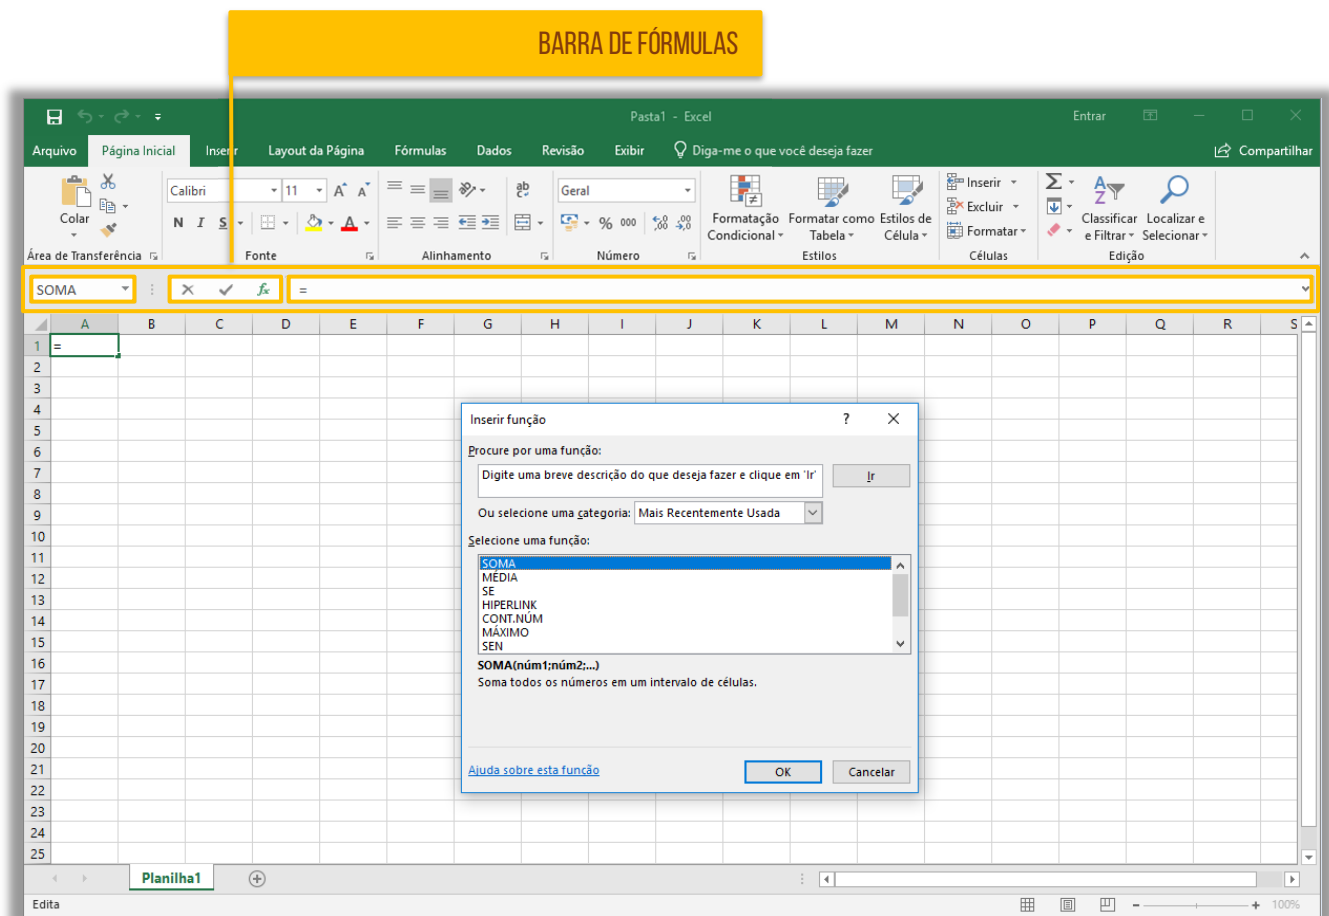 BARRA DE FÓRMULAS
Pasta1 - Excel
Entrar
Arquivo Página Inicial Inserir Layout da Página Fórmulas Dados Revisão Exibir Diga-me o que você deseja fazer Compartilhar
Calibri 11 A A ab Geral Inserir
Colar N I S A % 000 Formatação Condicional Formatar como Tabela Estilos de Célula Excluir Formatar Classificar e Filtrar Localizar e Selecionar
Área de Transferência Fonte Alinhamento Número Estilos Células Edição
SOMA fx =
A B C D E F G H I J K L M N O P Q R S
1 =
2
3
4
5
6
7
8
9
10
11
12
13
14
15
16
17
18
19
20
21
22
23
24
25
Inserir função ?
Procure por uma função:
Digite uma breve descrição do que deseja fazer e clique em 'Ir' Ir
Ou selecione uma categoria: Mais Recentemente Usada
Selecione uma função:
SOMA
MÉDIA
SE
HIPERLINK
CONT.NÚM
MÁXIMO
SEN
SOMA(núm1;núm2;...)
Soma todos os números em um intervalo de células.
Ajuda sobre esta função OK Cancelar
Planilha1
Edita 100%